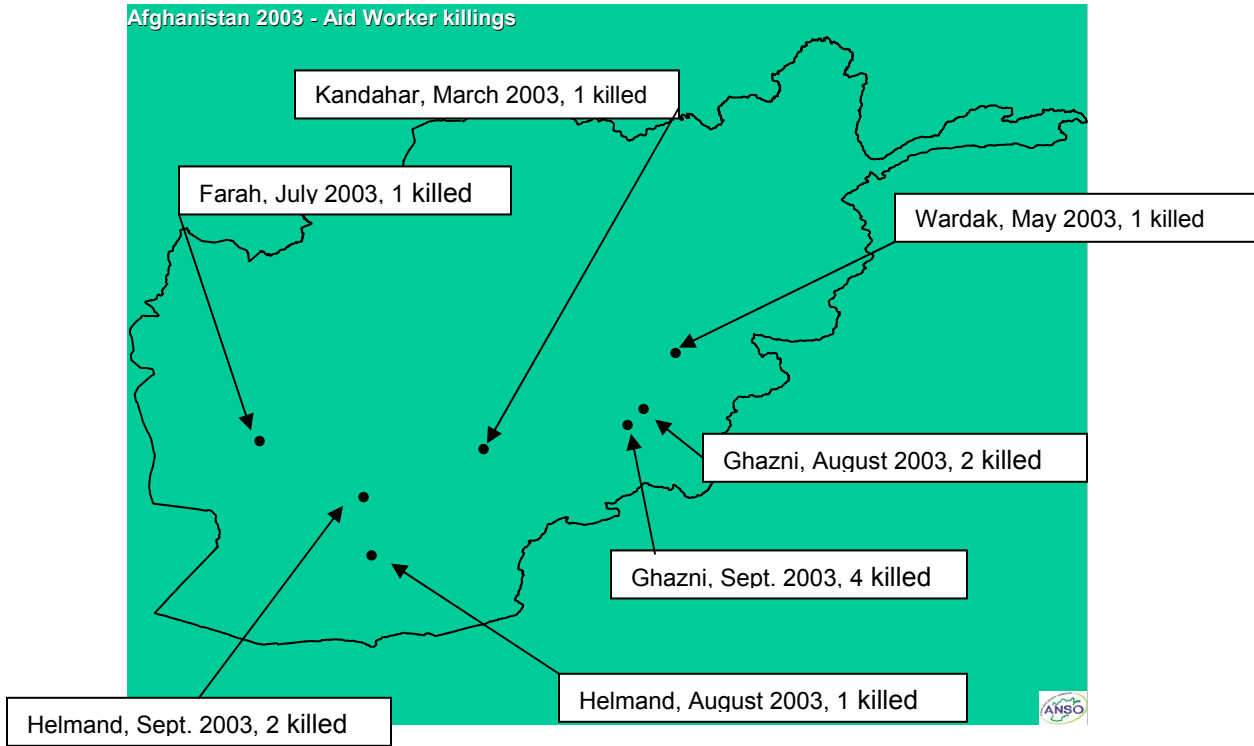 Afghanistan 2003 - Aid Worker killings
Kandahar, March 2003, 1 killed
Farah, July 2003, 1 killed
Wardak, May 2003, 1 killed
Ghazni, August 2003, 2 killed
Ghazni, Sept. 2003, 4 killed
Helmand, August 2003, 1 killed
Helmand, Sept. 2003, 2 killed
ANSO